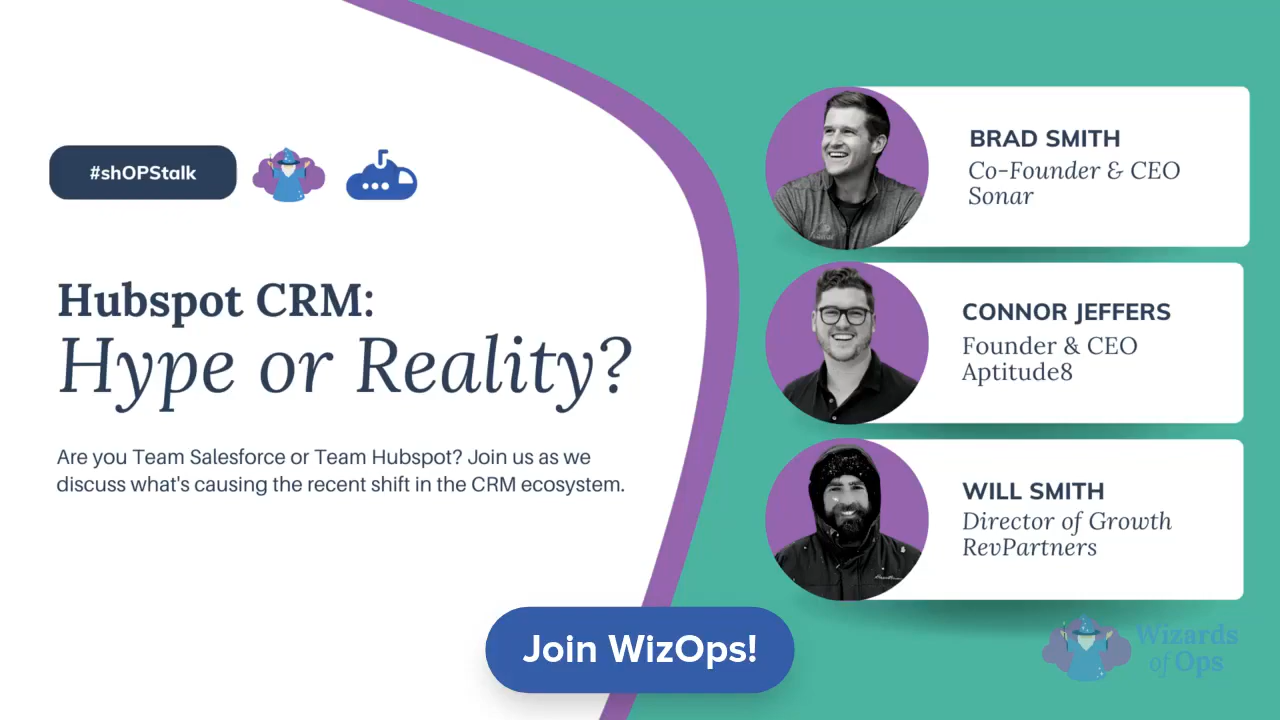 #shOPStalk
Hubspot CRM:
Hype or Reality?
Are you Team Salesforce or Team Hubspot? Join us as we
discuss what's causing the recent shift in the CRM ecosystem.
BRAD SMITH
Co-Founder & CEO
Sonar
CONNOR JEFFERS
Founder & CEO
Aptitude8
WILL SMITH
Director of Growth
RevPartners
Join WizOps!
Wizards
of Ops